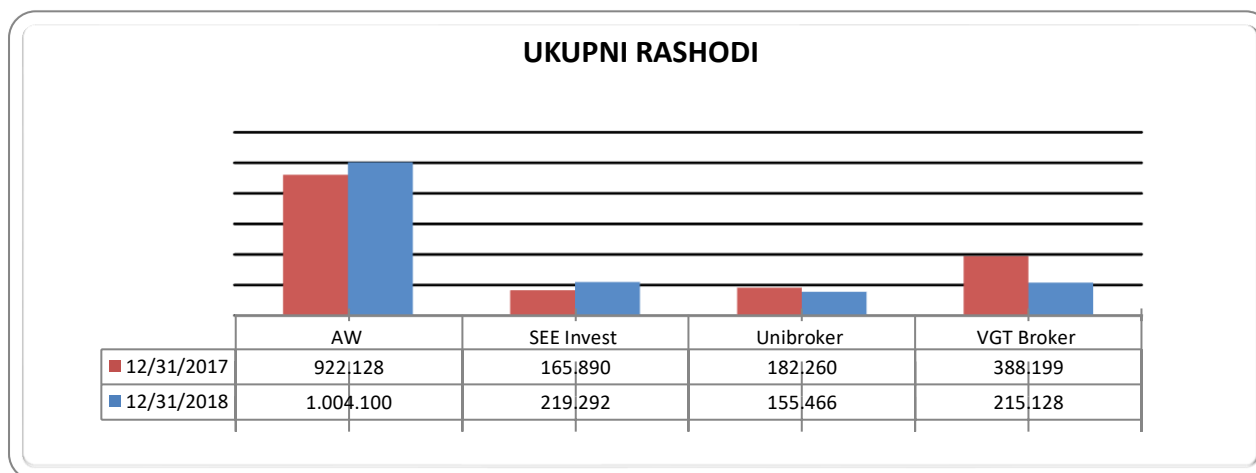 UKUPNI RASHODI
AW SEE Invest Unibroker VGT Broker
12/31/2017 922.128 165.890 182.260 388.199
12/31/2018 1.004.100 219.292 155.466 215.128